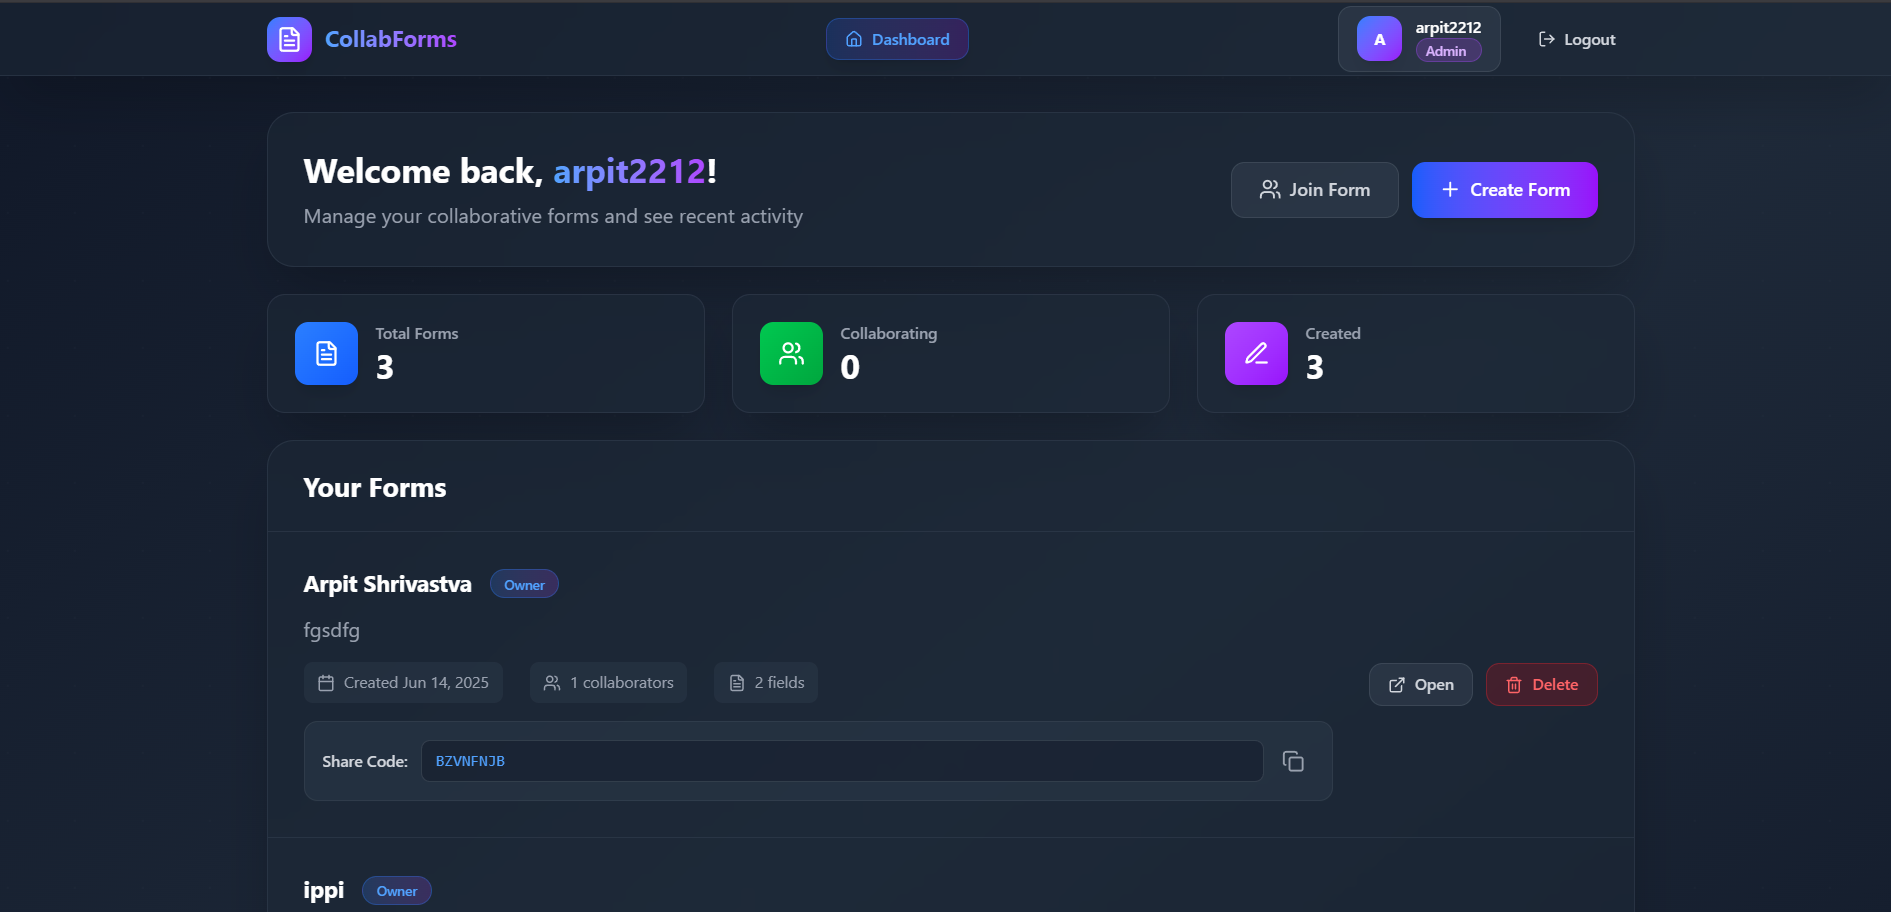 CollabForms
Dashboard
A
arpit2212
Admin
Logout
Welcome back, arpit2212!
Manage your collaborative forms and see recent activity
Join Form
Create Form
Total Forms
3
Collaborating
0
Created
3
Your Forms
Arpit Shrivastva
Owner
fgsdfg
Created Jun 14, 2025
1 collaborators
2 fields
Open
Delete
Share Code:
BZVNFNJB
ippi
Owner